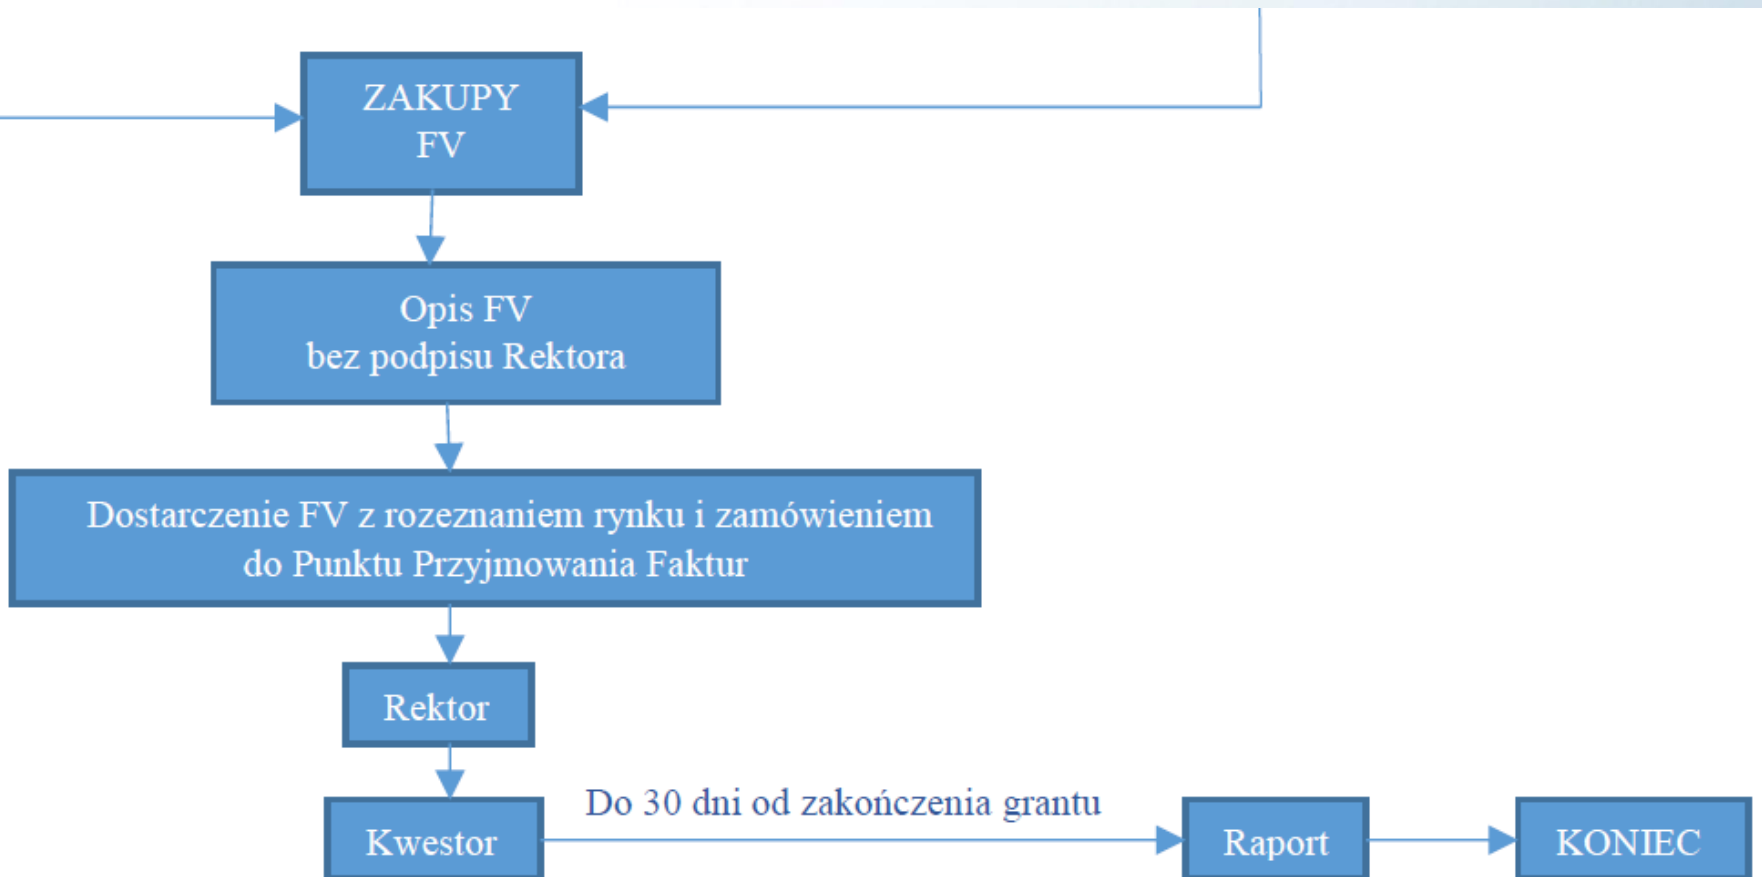 ZAKUPY
FV
Opis FV
bez podpisu Rektora
Dostarczenie FV z rozeznaniem rynku i zamówieniem
do Punktu Przyjmowania Faktur
Rektor
Do 30 dni od zakończenia grantu
Kwestor
Raport
KONIEC